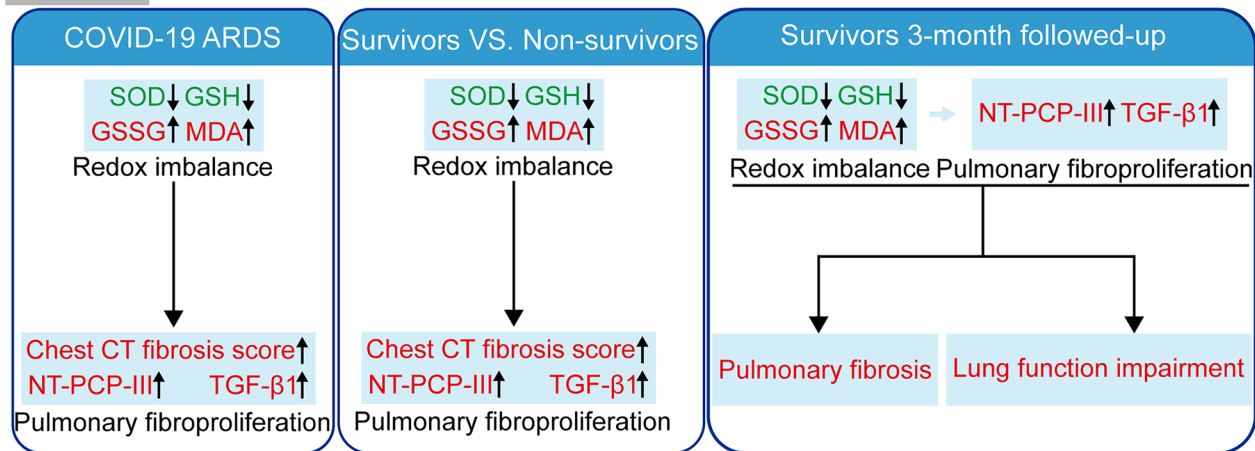 COVID-19 ARDS
SOD↓ GSH↓
GSSG↑ MDA↑
Redox imbalance
Chest CT fibrosis score↑
NT-PCP-III↑ TGF-β1↑
Pulmonary fibroproliferation
Survivors VS. Non-survivors
SOD↓ GSH↓
GSSG↑ MDA↑
Redox imbalance
Chest CT fibrosis score↑
NT-PCP-III↑ TGF-β1↑
Pulmonary fibroproliferation
Survivors 3-month followed-up
SOD↓ GSH↓
GSSG↑ MDA↑
Redox imbalance
NT-PCP-III↑ TGF-β1↑
Pulmonary fibroproliferation
Pulmonary fibrosis
Lung function impairment